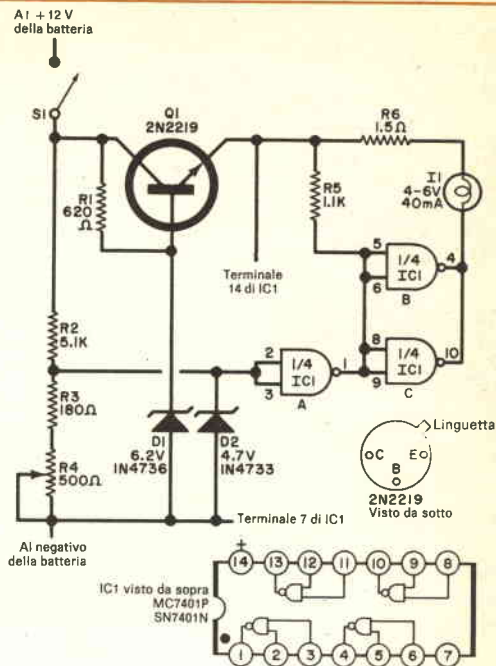 Al +12 V
della batteria
S1
Q1
2N2219
R1
620
Ω
R6
1.5Ω
I1
4-6V
40mA
R5
1.1K
Terminale
14 di IC1
5
6
1/4
IC1
4
B
R2
5.1K
2
3
1/4
IC1
1
A
8
9
1/4
IC1
10
C
R3
180Ω
R4
500Ω
D1
6.2V
1N4736
D2
4.7V
1N4733
Linguetta
C
E
B
2N2219
Visto da sotto
Al negativo
della batteria
Terminale 7 di IC1
IC1 visto da sopra
MC7401P
SN7401N
+
14 13 12 11 10 9 8
1 2 3 4 5 6 7